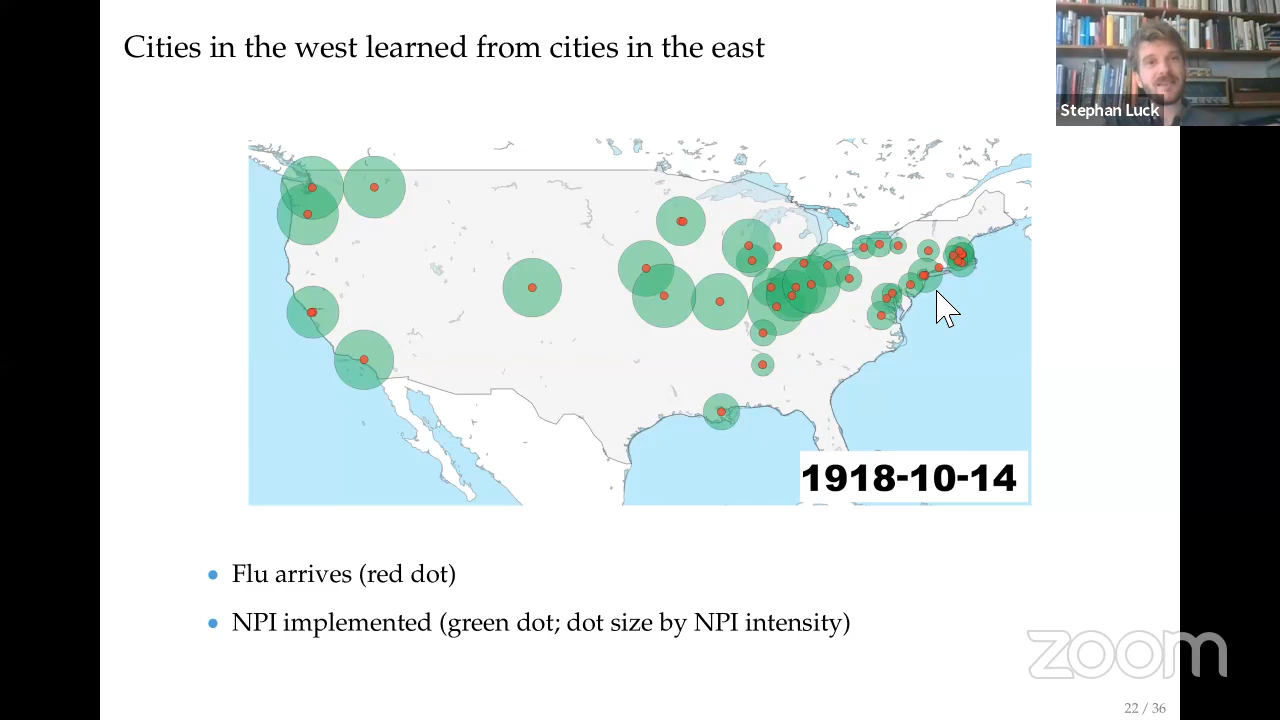 Cities in the west learned from cities in the east
Stephan Luck
1918-10-14
Flu arrives (red dot)
NPI implemented (green dot; dot size by NPI intensity)
zoom
22 / 36